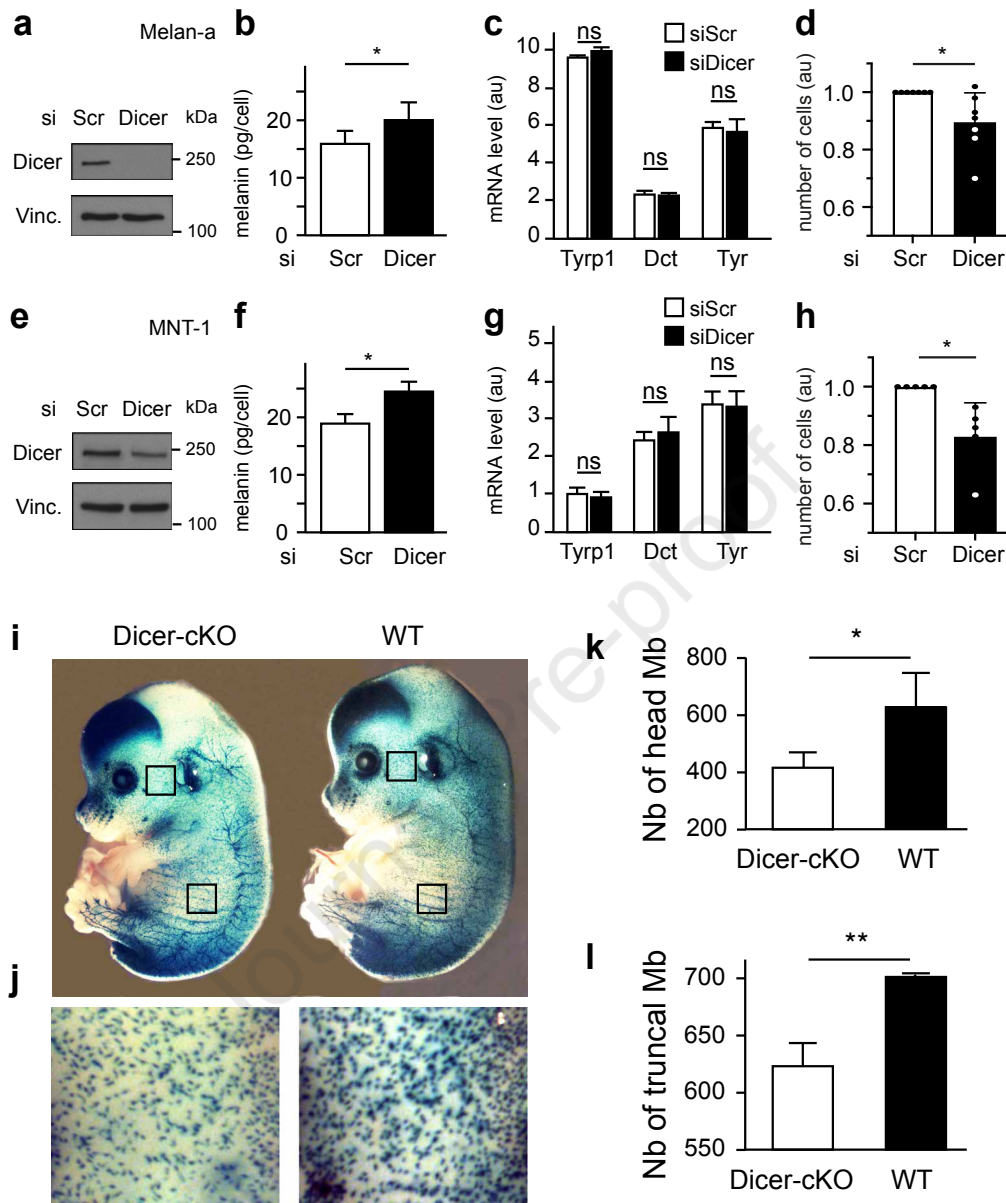 a
Melan-a
si Scr Dicer kDa
Dicer
250
Vinc.
100
b
*
melanin (pg/cell)
20
10
0
si Scr Dicer
c
siScr
siDicer
mRNA level (au)
10
8
6
4
2
0
ns
ns
ns
Tyrp1 Dct Tyr
d
*
number of cells (au)
1.0
0.8
0.6
si Scr Dicer
e
MNT-1
si Scr Dicer kDa
Dicer
250
Vinc.
100
f
*
melanin (pg/cell)
20
10
0
si Scr Dicer
g
siScr
siDicer
mRNA level (au)
5
4
3
2
1
0
ns
ns
ns
Tyrp1 Dct Tyr
h
*
number of cells (au)
1.0
0.8
0.6
si Scr Dicer
i
Dicer-cKO WT
j
k
*
Nb of head Mb
800
600
400
200
Dicer-cKO WT
l
**
Nb of truncal Mb
700
650
600
550
Dicer-cKO WT
Journal Pre-proof